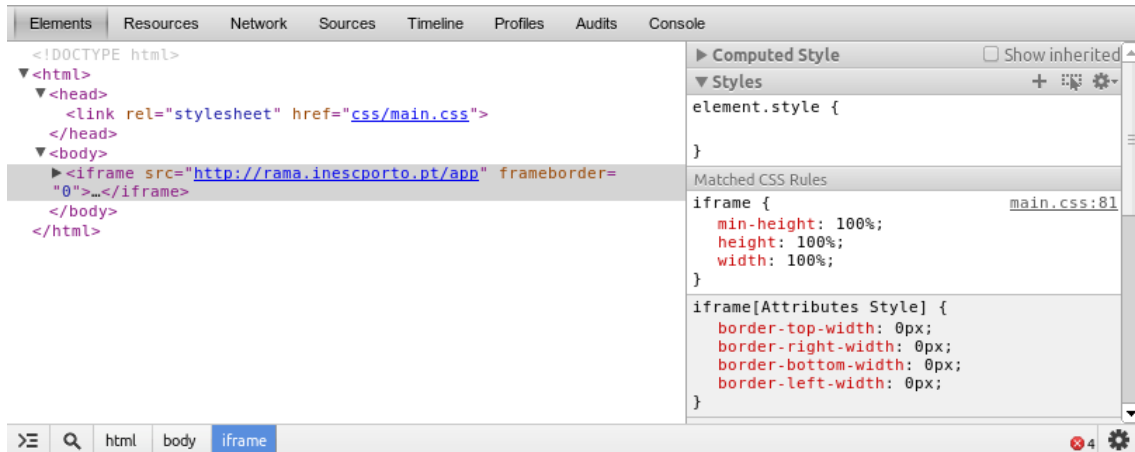 Elements Resources Network Sources Timeline Profiles Audits Console
<!DOCTYPE html>
▼<html>
▼<head>
<link rel="stylesheet" href="css/main.css">
</head>
▼<body>
▶<iframe src="http://rama.inescporto.pt/app" frameborder=
"0">…</iframe>
</body>
</html>
▶ Computed Style Show inherited
▼ Styles
element.style {
}
Matched CSS Rules
iframe { main.css:81
min-height: 100%;
height: 100%;
width: 100%;
}
iframe[Attributes Style] {
border-top-width: 0px;
border-right-width: 0px;
border-bottom-width: 0px;
border-left-width: 0px;
}
html body iframe 4